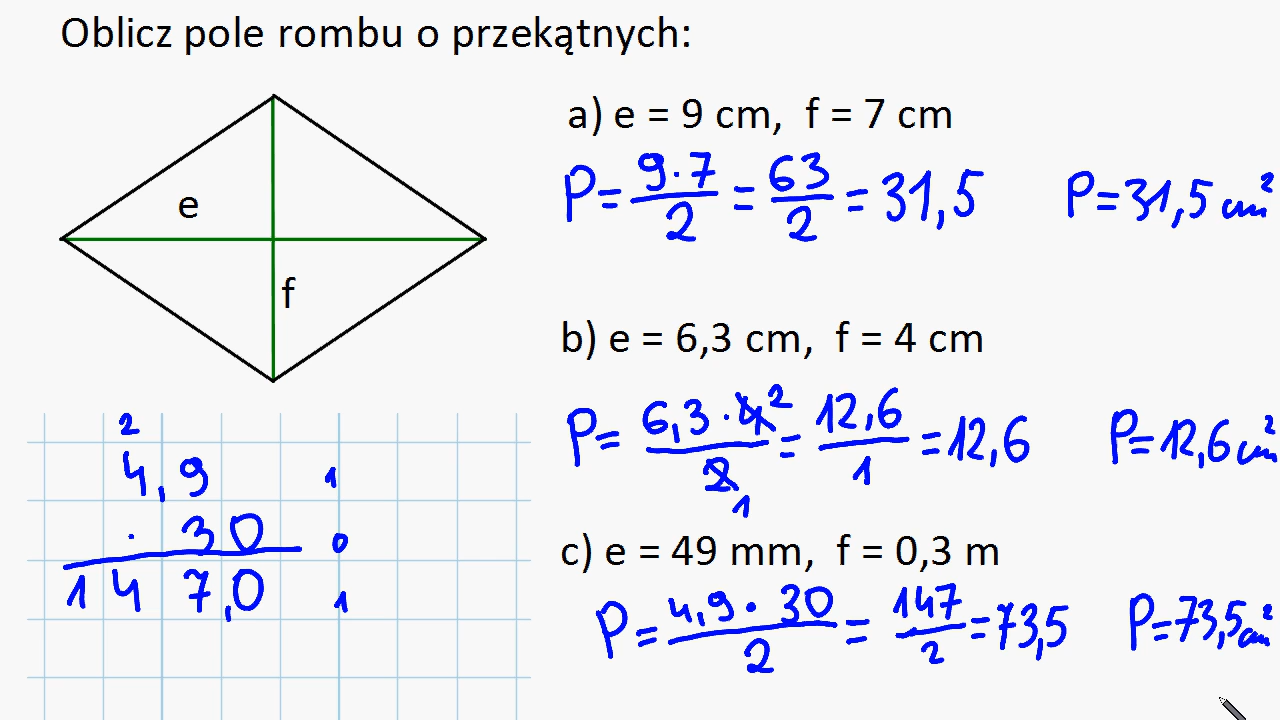 Oblicz pole rombu o przekątnych:
e
f
a) e = 9 cm, f = 7 cm
P = 9·7/2 = 63/2 = 31,5 P = 31,5 cm²
b) e = 6,3 cm, f = 4 cm
P = 6,3·4 2/2 1 = 12,6/1 = 12,6 P = 12,6 cm²
c) e = 49 mm, f = 0,3 m
P = 4,9·30/2 = 147/2 = 73,5 P = 73,5 cm²
2
4,9 1
· 30 0
147,0 1